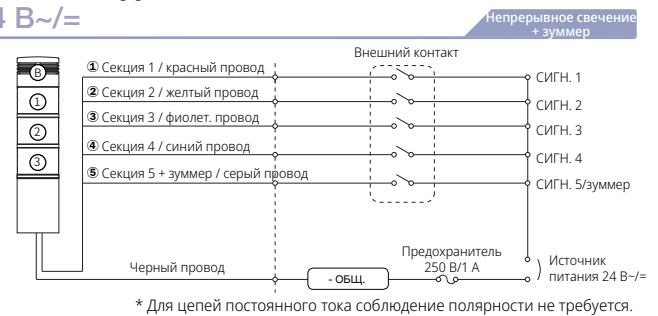 4 В~/=
Непрерывное свечение
+ зуммер
Внешний контакт
B
① Секция 1 / красный провод
СИГН. 1
1
② Секция 2 / желтый провод
СИГН. 2
③ Секция 3 / фиолет. провод
СИГН. 3
2
④ Секция 4 / синий провод
СИГН. 4
3
⑤ Секция 5 + зуммер / серый провод
СИГН. 5/зуммер
Черный провод
- ОБЩ.
Предохранитель
250 В/1 А
Источник
питания 24 В~/=
* Для цепей постоянного тока соблюдение полярности не требуется.